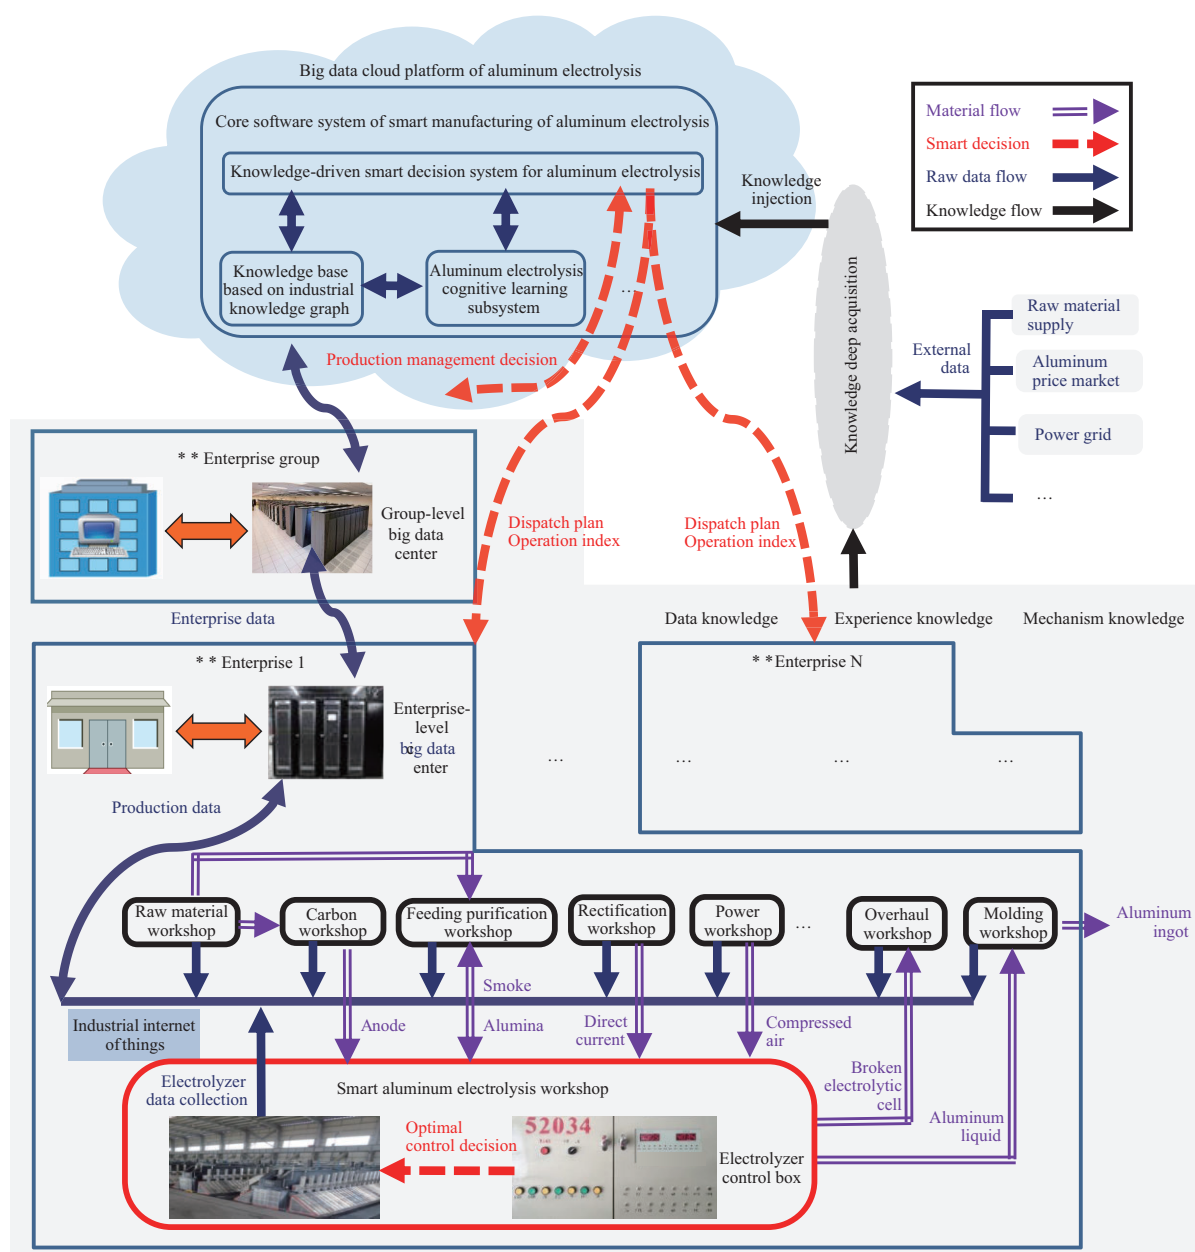 Big data cloud platform of aluminum electrolysis
Core software system of smart manufacturing of aluminum electrolysis
Knowledge-driven smart decision system for aluminum electrolysis
Knowledge base
based on industrial
knowledge graph
Aluminum electrolysis
cognitive learning
subsystem
...
Production management decision
Knowledge
injection
Material flow
Smart decision
Raw data flow
Knowledge flow
Knowledge deep acquisition
External
data
Raw material
supply
Aluminum
price market
Power grid
...
* * Enterprise group
Group-level
big data
center
Enterprise data
Dispatch plan
Operation index
Dispatch plan
Operation index
Data knowledge
Experience knowledge
Mechanism knowledge
* * Enterprise 1
Enterprise-
level
big data
center
Production data
...
* *Enterprise N
...
...
...
Raw material
workshop
Carbon
workshop
Feeding purification
workshop
Rectification
workshop
Power
workshop
...
Overhaul
workshop
Molding
workshop
Aluminum
ingot
Industrial internet
of things
Anode
Smoke
Alumina
Direct
current
Compressed
air
Broken
electrolytic
cell
Aluminum
liquid
Electrolyzer
data collection
Smart aluminum electrolysis workshop
Optimal
control decision
52034
Electrolyzer
control box